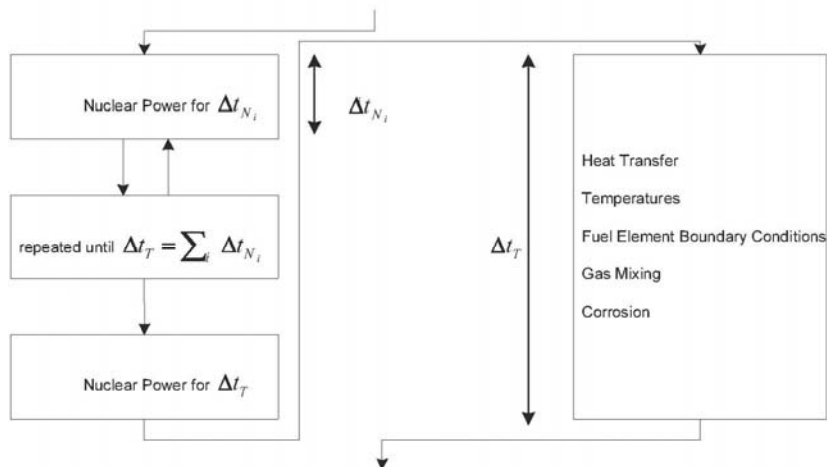 Nuclear Power for Δt_{N_i}
Δt_{N_i}
repeated until Δt_T = ∑_i Δt_{N_i}
Nuclear Power for Δt_T
Δt_T
Heat Transfer
Temperatures
Fuel Element Boundary Conditions
Gas Mixing
Corrosion